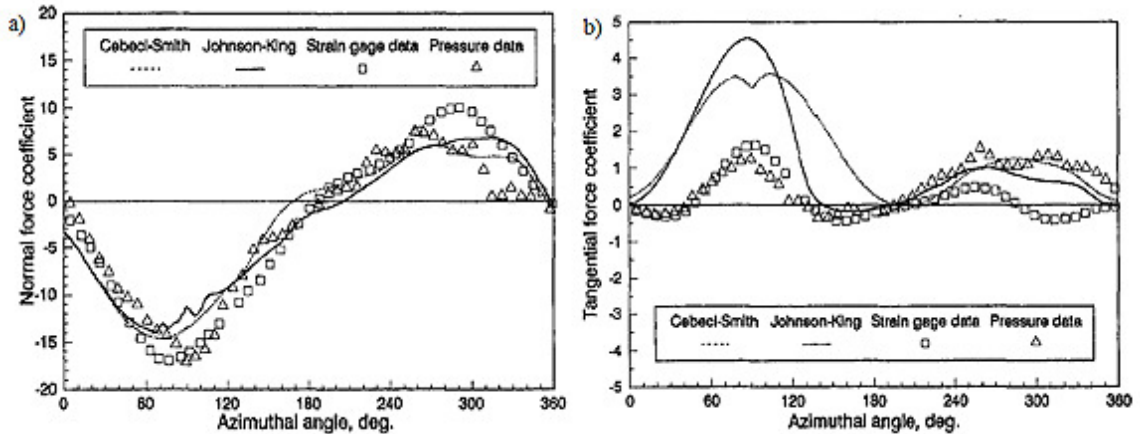 a)
20
15
10
5
0
-5
-10
-15
-20
Normal force coefficient
Cebeci-Smith Johnson-King Strain gage data Pressure data
0 60 120 180 240 300 360
Azimuthal angle, deg.
b)
5
4
3
2
1
0
-1
-2
-3
-4
-5
Tangential force coefficient
Cebeci-Smith Johnson-King Strain gage data Pressure data
0 60 120 180 240 300 360
Azimuthal angle, deg.